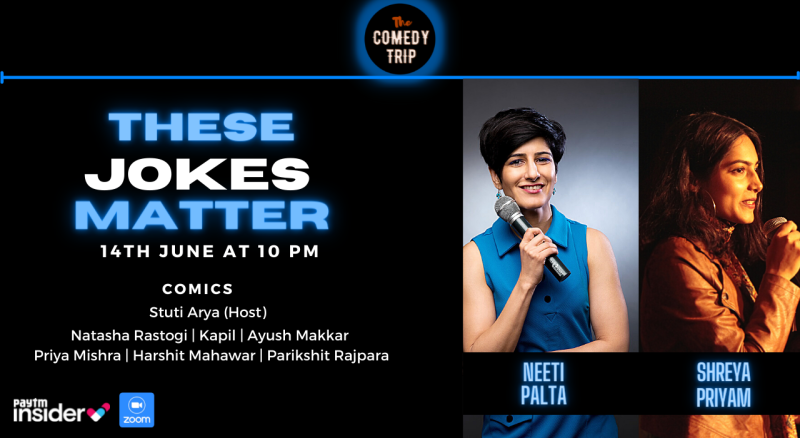 The
COMEDY
TRIP
THESE
JOKES
MATTER
14TH JUNE AT 10 PM
COMICS
Stuti Arya (Host)
Natasha Rastogi | Kapil | Ayush Makkar
Priya Mishra | Harshit Mahawar | Parikshit Rajpara
paytm
insider
zoom
NEETI
PALTA
SHREYA
PRIYAM